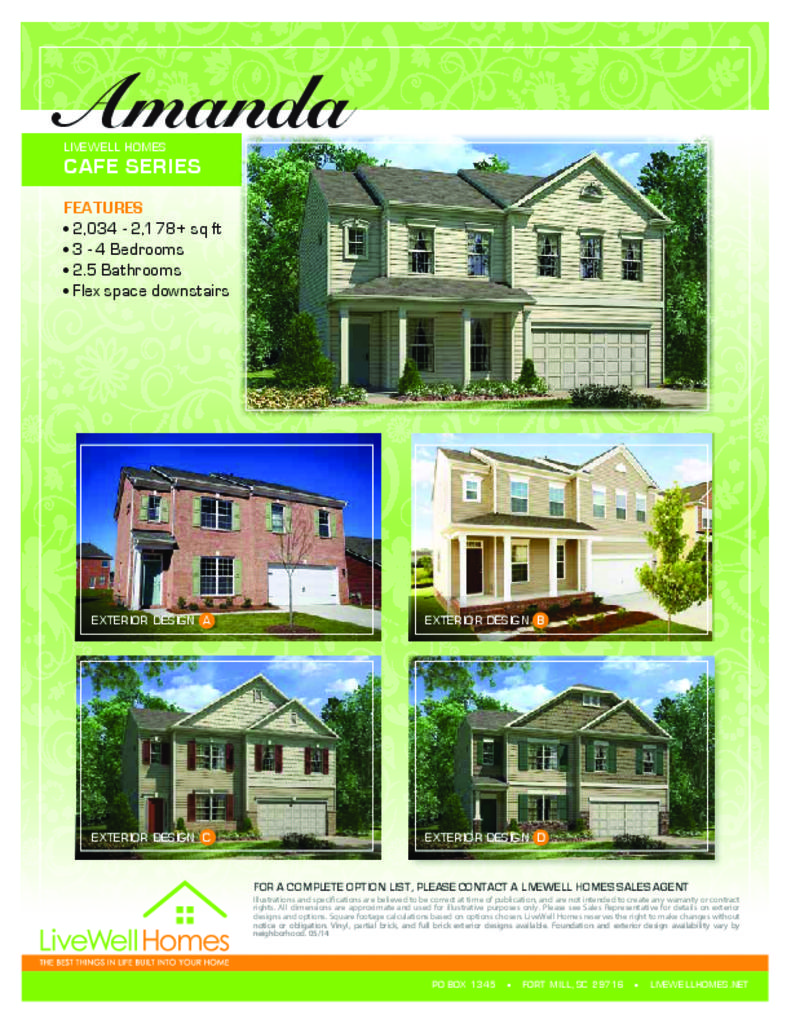 Amanda
LIVEWELL HOMES
CAFE SERIES
FEATURES
• 2,034 - 2,178+ sq ft
• 3 - 4 Bedrooms
• 2.5 Bathrooms
• Flex space downstairs
EXTERIOR DESIGN A
EXTERIOR DESIGN B
EXTERIOR DESIGN C
EXTERIOR DESIGN D
FOR A COMPLETE OPTION LIST, PLEASE CONTACT A LIVEWELL HOMES SALES AGENT
Illustrations and specifications are believed to be correct at time of publication, and are not intended to create any warranty or contract
rights. All dimensions are approximate and used for illustrative purposes only. Please see Sales Representative for details on exterior
designs and options. Square footage calculations based on options chosen. LiveWell Homes reserves the right to make changes without
notice or obligation. Vinyl, partial brick, and full brick exterior designs available. Foundation and exterior design availability may vary by
neighborhood. 05/14
LiveWellHomes
THE BEST THINGS IN LIFE BUILT INTO YOUR HOME
PO BOX 1345 • FORT MILL, SC 29716 • LIVEWELLHOMES.NET